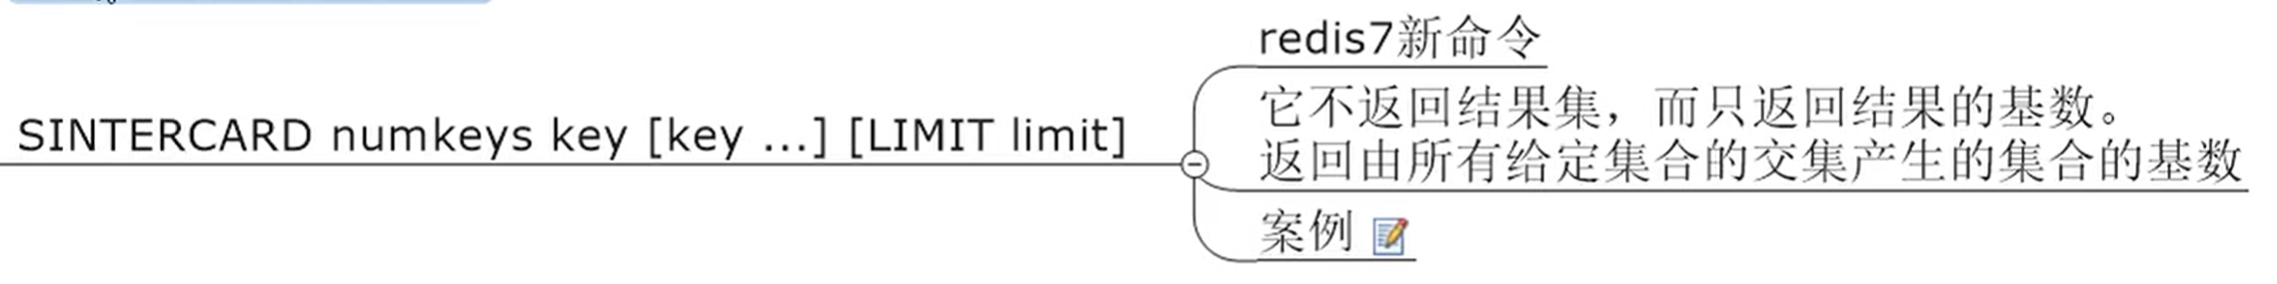 SINTERCARD numkeys key [key ...] [LIMIT limit]
redis7新命令
它不返回结果集，而只返回结果的基数。
返回由所有给定集合的交集产生的集合的基数
案例